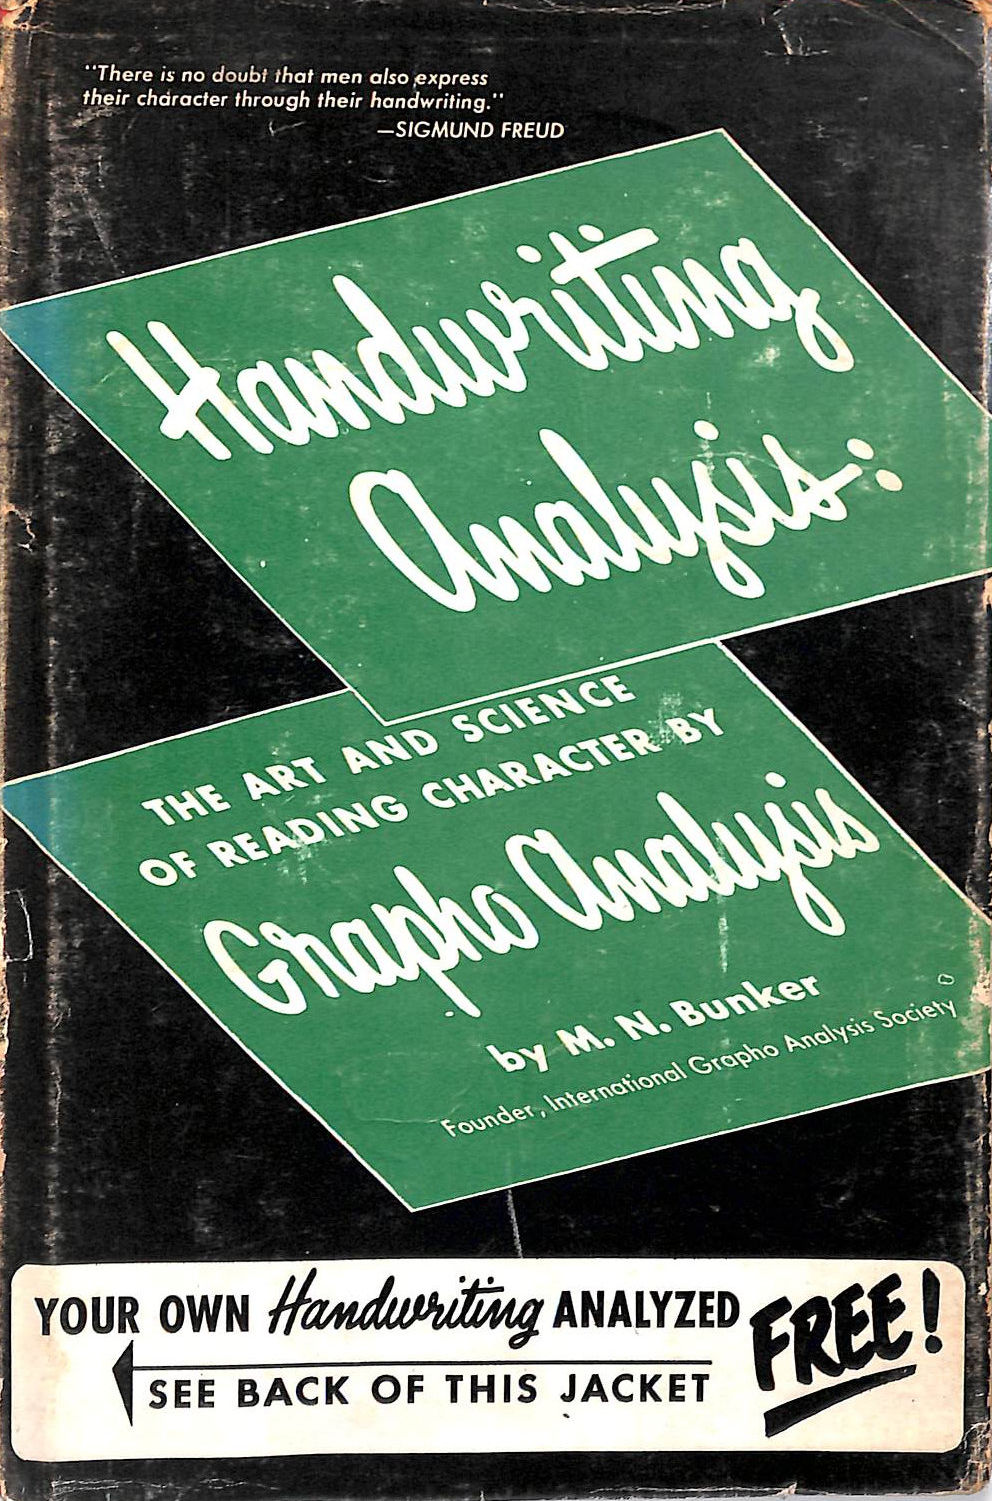 "There is no doubt that men also express
their character through their handwriting."
—SIGMUND FREUD
Handwriting
Analysis:
THE ART AND SCIENCE
OF READING CHARACTER BY
Grapho Analysis
by M. N. Bunker
Founder, International Grapho Analysis Society
YOUR OWN Handwriting ANALYZED FREE!
SEE BACK OF THIS JACKET